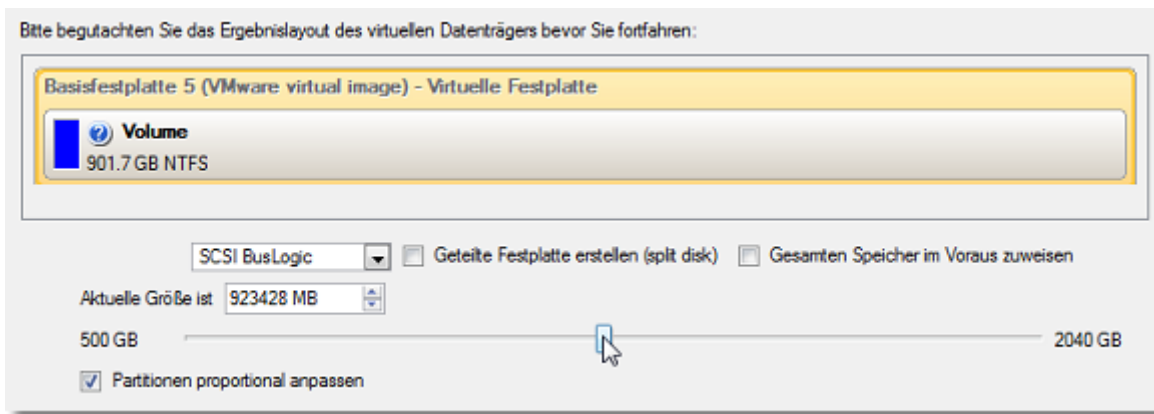 Bitte begutachten Sie das Ergebnislayout des virtuellen Datenträgers bevor Sie fortfahren:
Basisfestplatte 5 (VMware virtual image) - Virtuelle Festplatte
Volume
901.7 GB NTFS
SCSI BusLogic Geteilte Festplatte erstellen (split disk) Gesamten Speicher im Voraus zuweisen
Aktuelle Größe ist 923428 MB
500 GB 2040 GB
Partitionen proportional anpassen